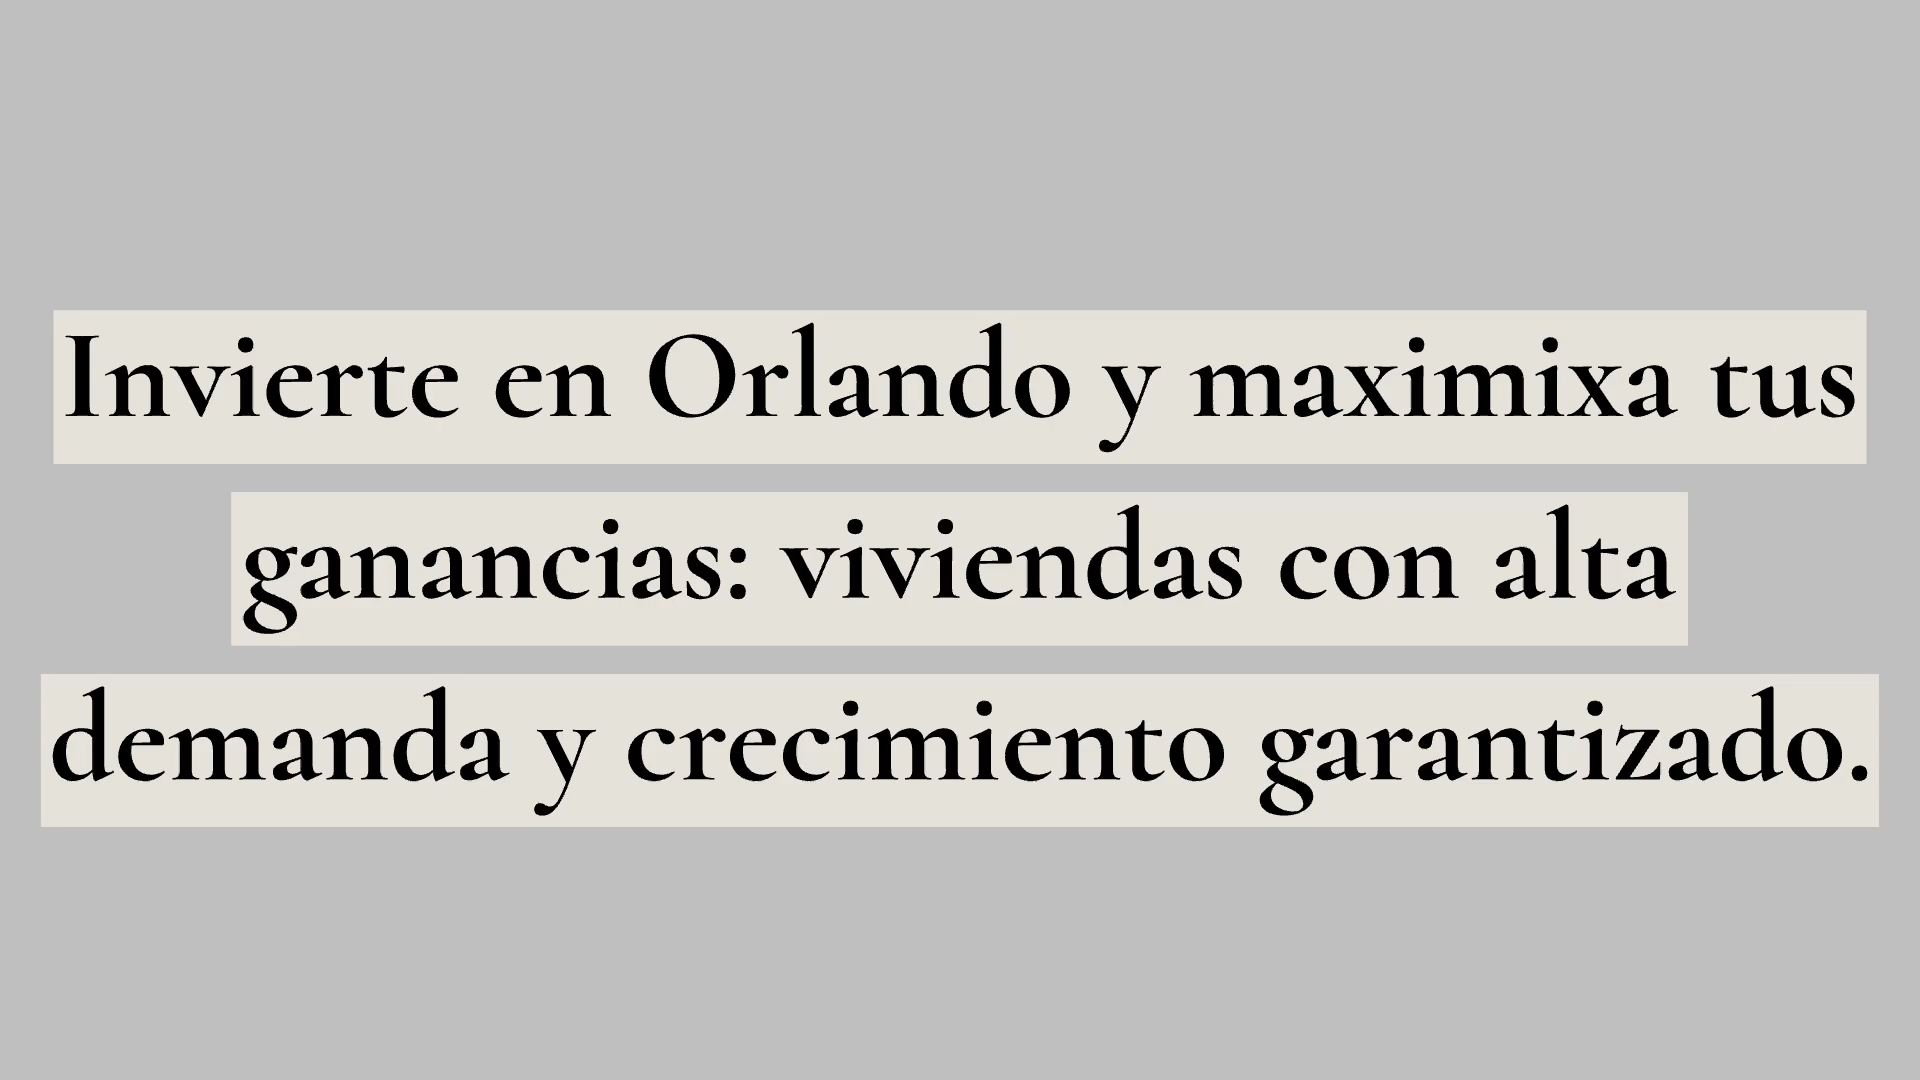 Invierte en Orlando y maximixa tus
ganancias: viviendas con alta
demanda y crecimiento garantizado.